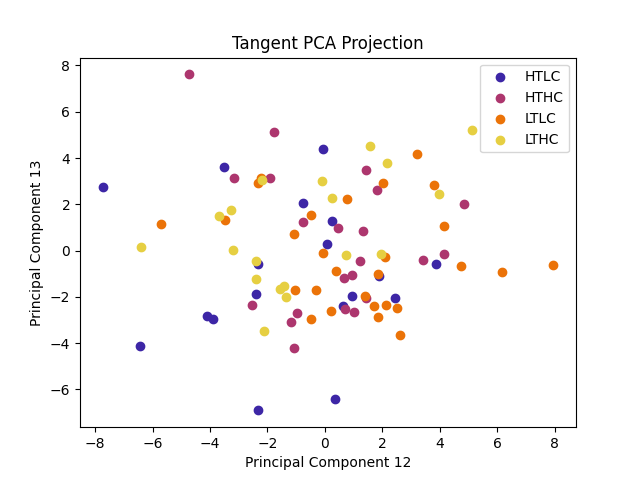 Tangent PCA Projection
HTLC
HTHC
LTLC
LTHC
8
6
4
2
0
−2
−4
−6
Principal Component 13
−8 −6 −4 −2 0 2 4 6 8
Principal Component 12